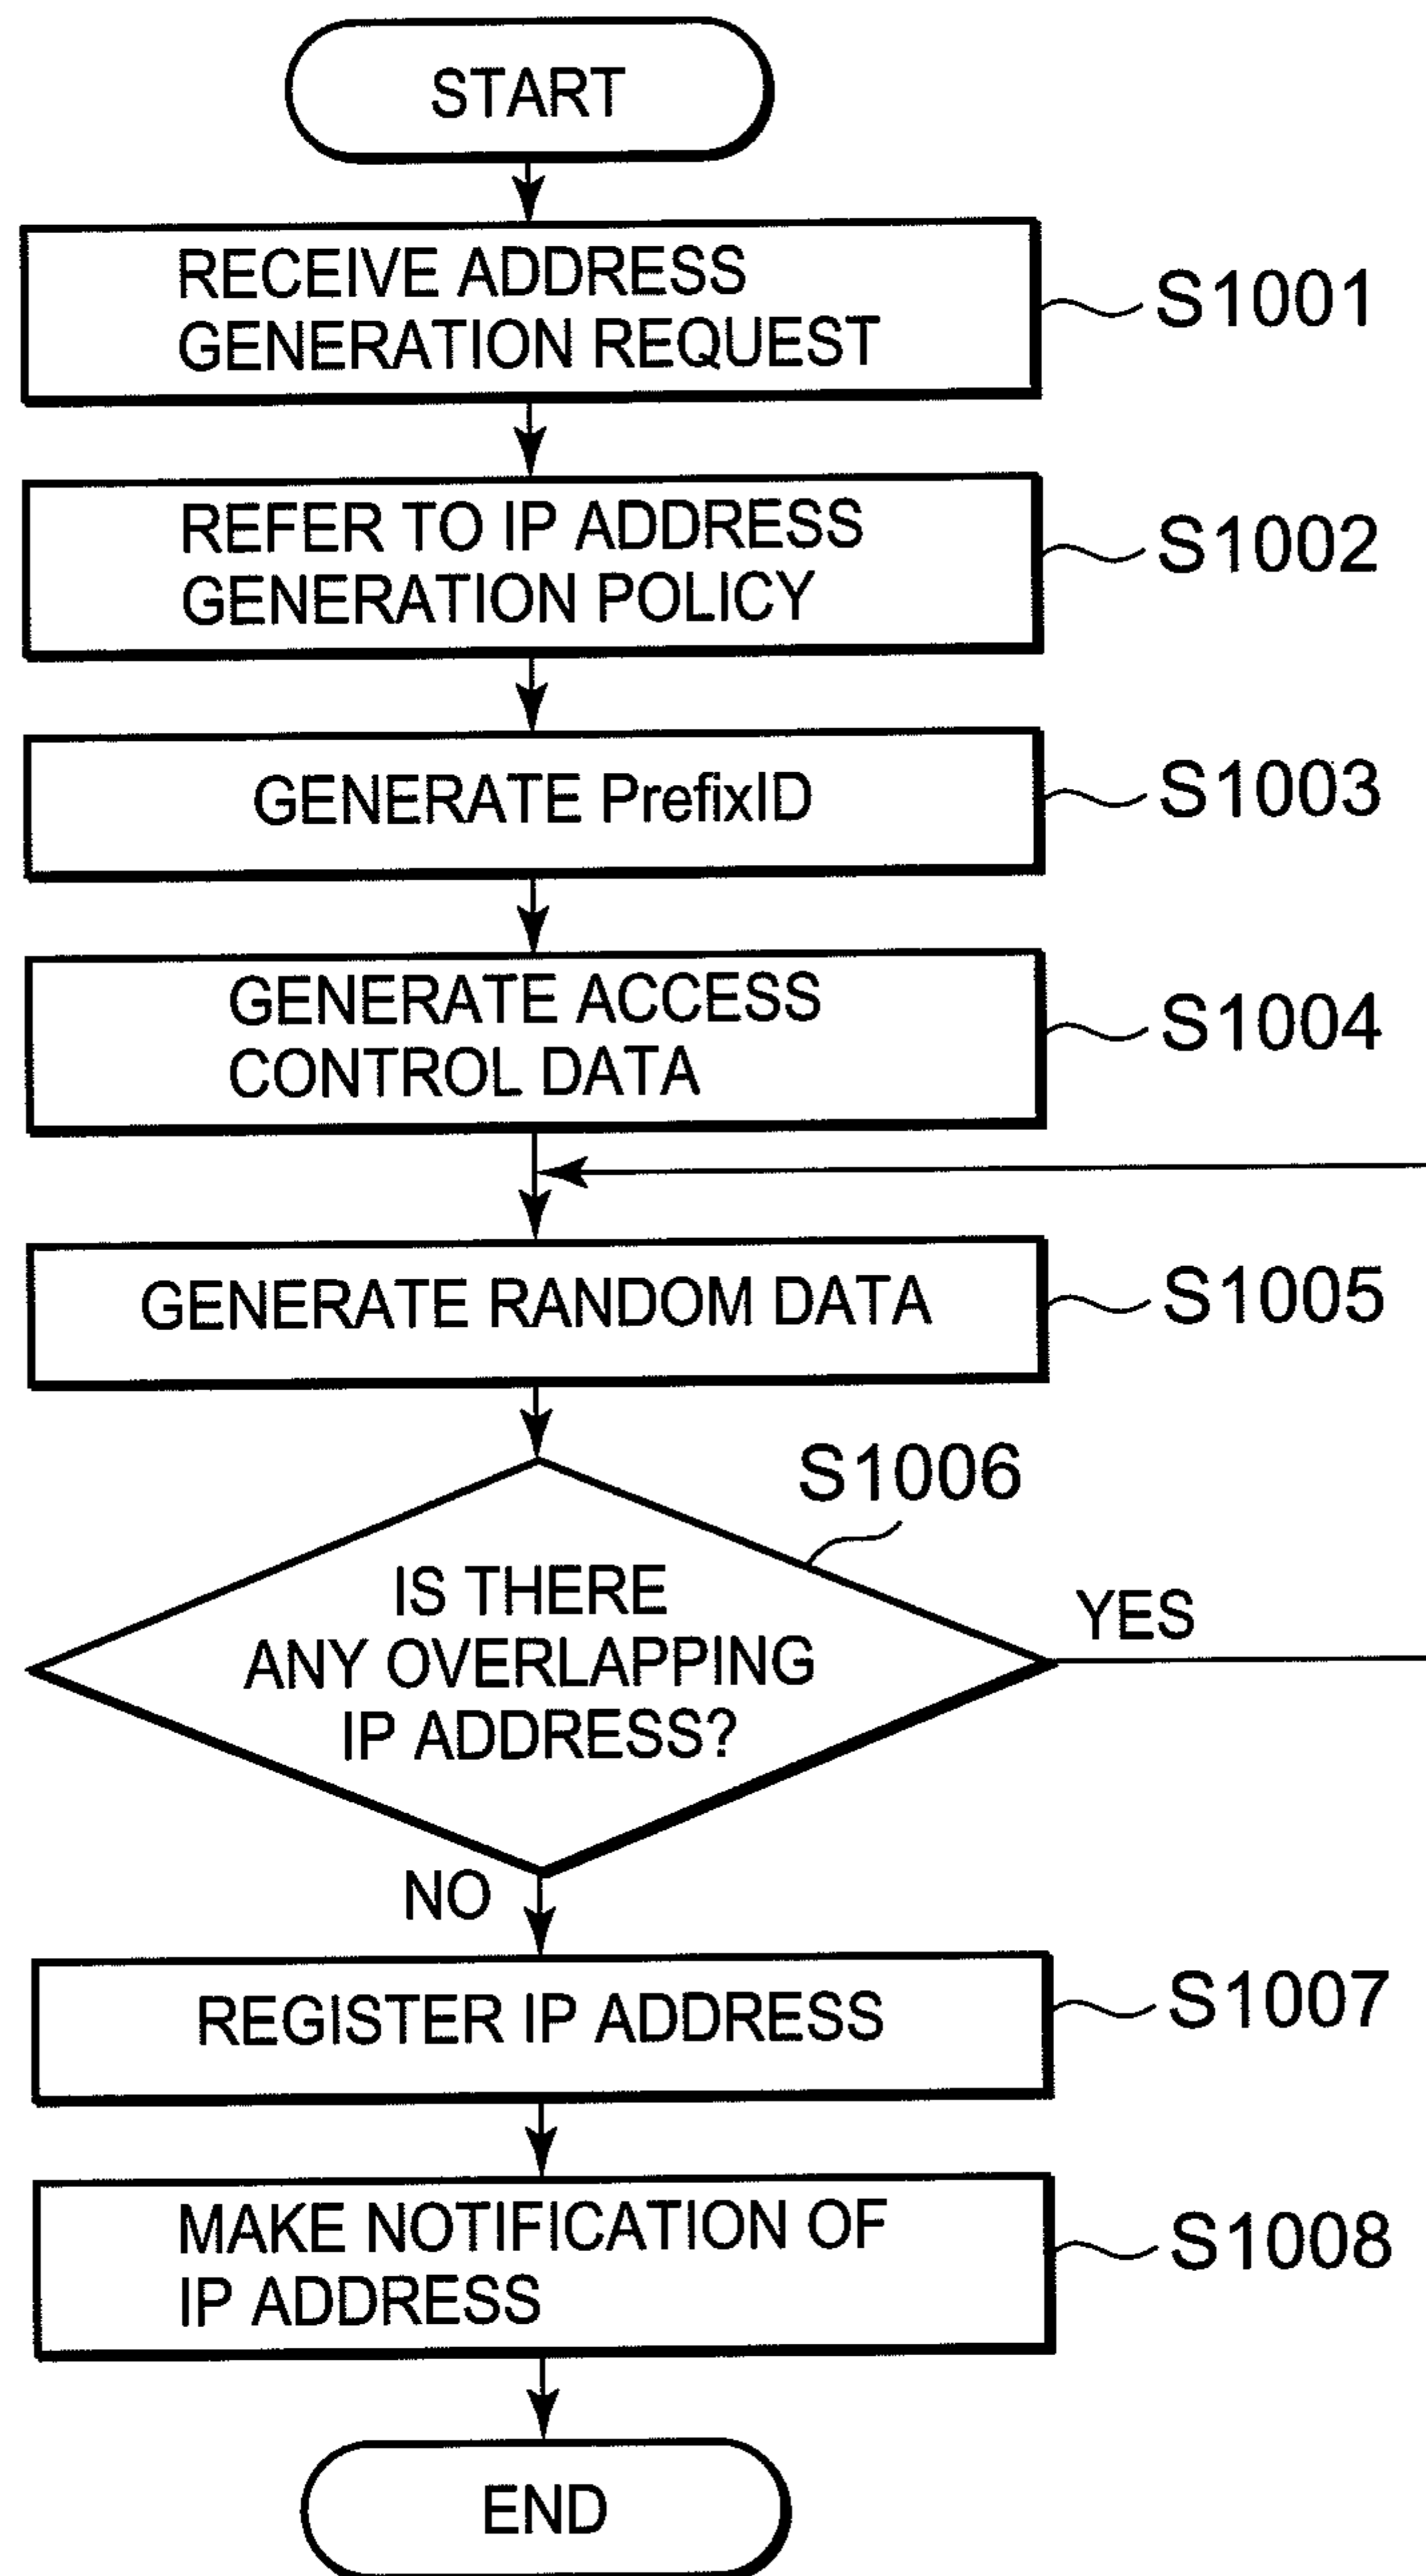 START
RECEIVE ADDRESS
GENERATION REQUEST
S1001
REFER TO IP ADDRESS
GENERATION POLICY
S1002
GENERATE PrefixID
S1003
GENERATE ACCESS
CONTROL DATA
S1004
GENERATE RANDOM DATA
S1005
S1006
IS THERE
ANY OVERLAPPING
IP ADDRESS?
YES
NO
REGISTER IP ADDRESS
S1007
MAKE NOTIFICATION OF
IP ADDRESS
S1008
END